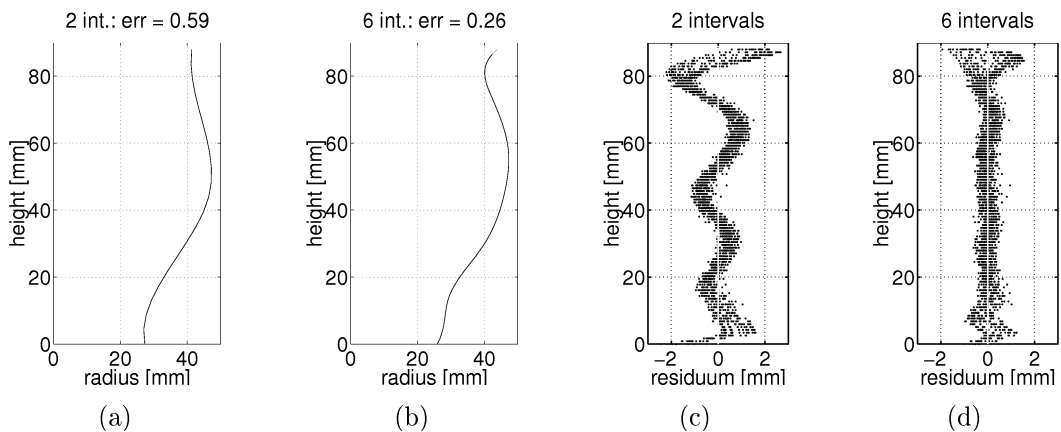 2 int.: err = 0.59
80
60
40
20
0
height [mm]
0 20 40
radius [mm]
(a)
6 int.: err = 0.26
80
60
40
20
0
height [mm]
0 20 40
radius [mm]
(b)
2 intervals
80
60
40
20
0
height [mm]
−2 0 2
residuum [mm]
(c)
6 intervals
80
60
40
20
0
height [mm]
−2 0 2
residuum [mm]
(d)